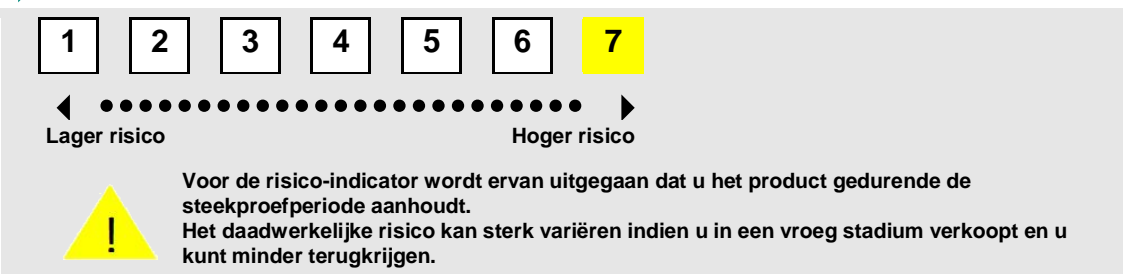 1 2 3 4 5 6 7
Lager risico Hoger risico
Voor de risico-indicator wordt ervan uitgegaan dat u het product gedurende de
steekproefperiode aanhoudt.
Het daadwerkelijke risico kan sterk variëren indien u in een vroeg stadium verkoopt en u
kunt minder terugkrijgen.
!